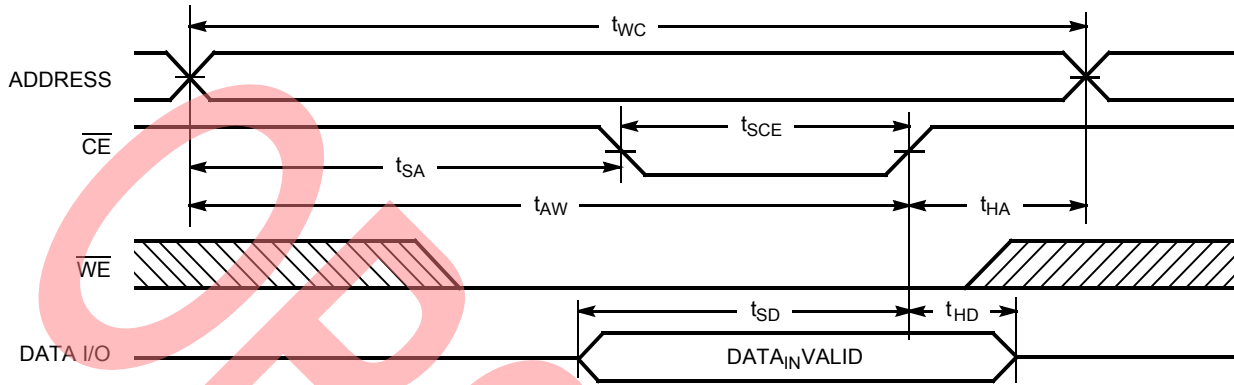 tWC
ADDRESS
CE
tSCE
tSA
tAW
tHA
WE
tSD
tHD
DATA I/O
DATAINVALID